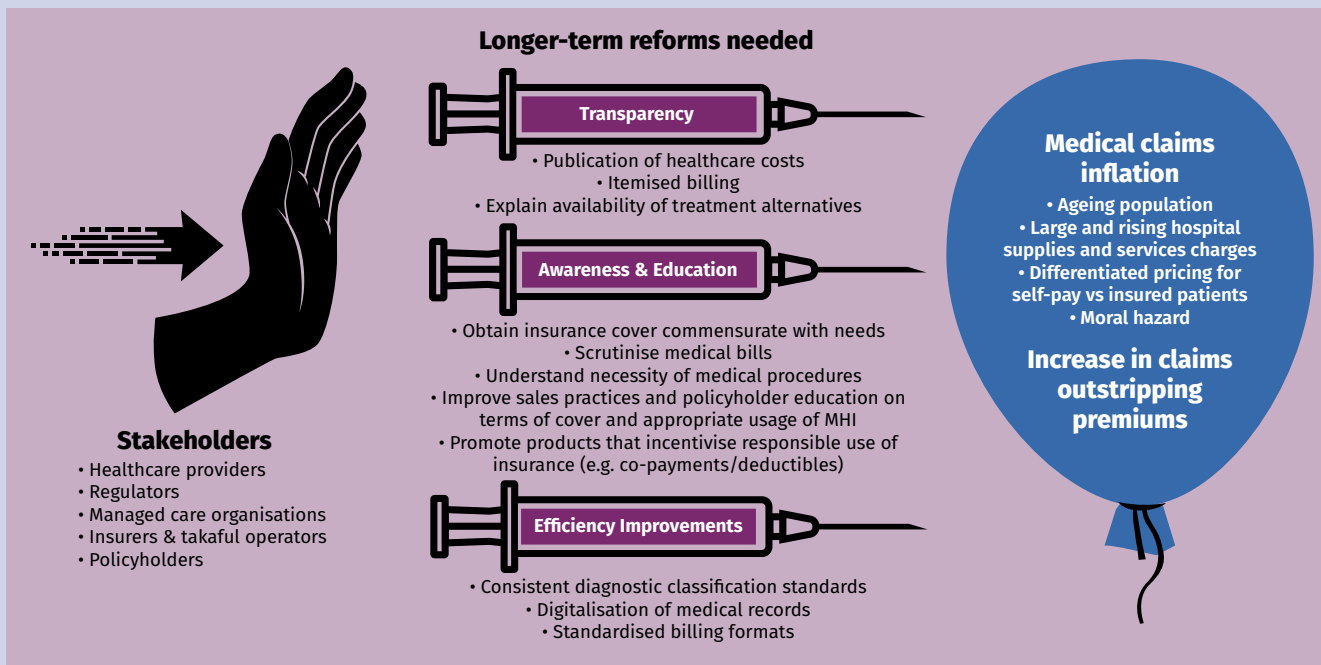 Longer-term reforms needed
Transparency
• Publication of healthcare costs
• Itemised billing
• Explain availability of treatment alternatives
Awareness & Education
• Obtain insurance cover commensurate with needs
• Scrutinise medical bills
• Understand necessity of medical procedures
• Improve sales practices and policyholder education on
terms of cover and appropriate usage of MHI
• Promote products that incentivise responsible use of
insurance (e.g. co-payments/deductibles)
Efficiency Improvements
• Consistent diagnostic classification standards
• Digitalisation of medical records
• Standardised billing formats
Stakeholders
• Healthcare providers
• Regulators
• Managed care organisations
• Insurers & takaful operators
• Policyholders
Medical claims
inflation
• Ageing population
• Large and rising hospital
supplies and services charges
• Differentiated pricing for
self-pay vs insured patients
• Moral hazard
Increase in claims
outstripping
premiums